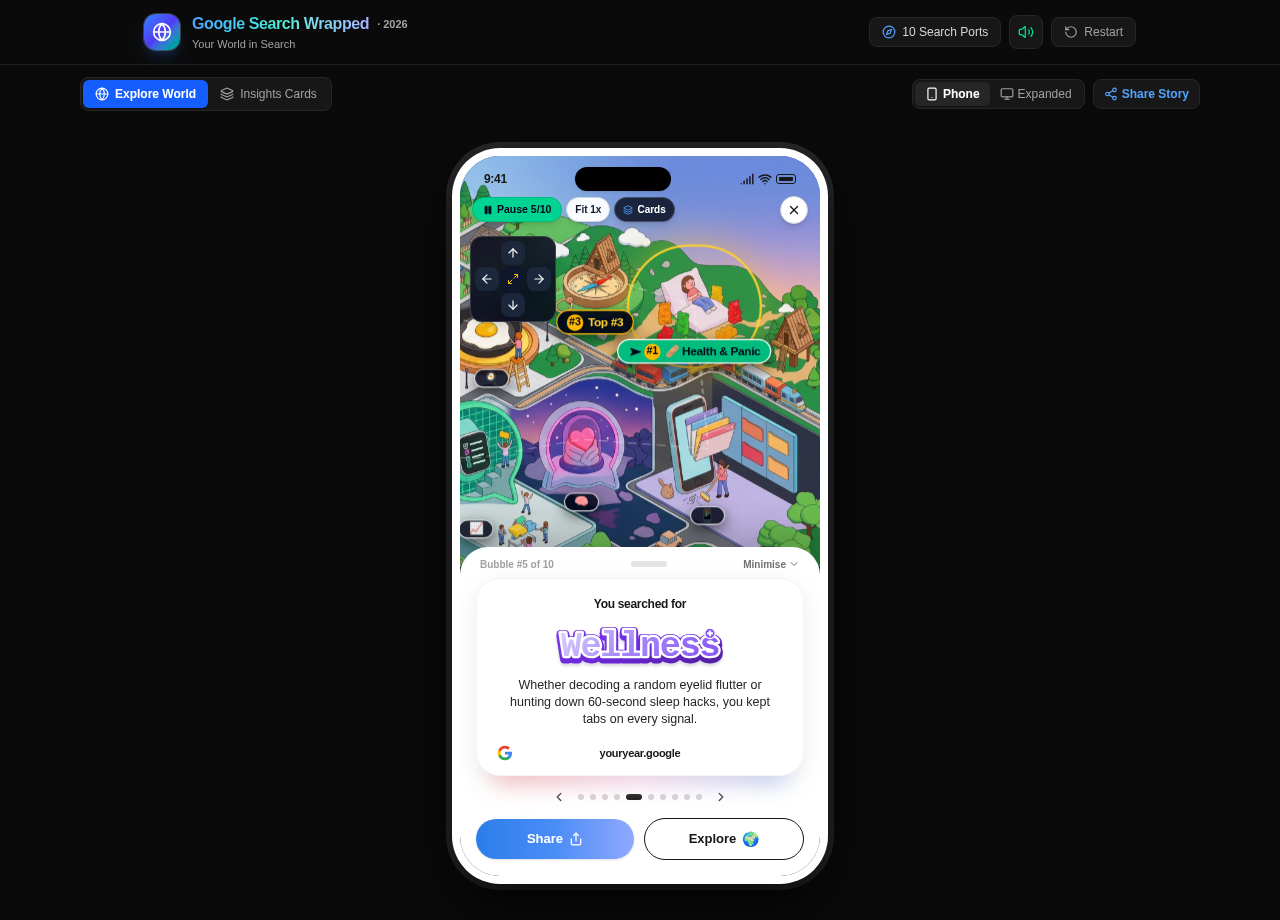 Google Search Wrapped · 2026
Your World in Search
10 Search Ports
Restart
Explore World
Insights Cards
Phone
Expanded
Share Story
9:41
Pause 5/10
Fit 1x
Cards
#3 Top #3
#1 Health & Panic
Bubble #5 of 10
Minimise
You searched for
Wellness
Whether decoding a random eyelid flutter or
hunting down 60-second sleep hacks, you kept
tabs on every signal.
youryear.google
Share
Explore